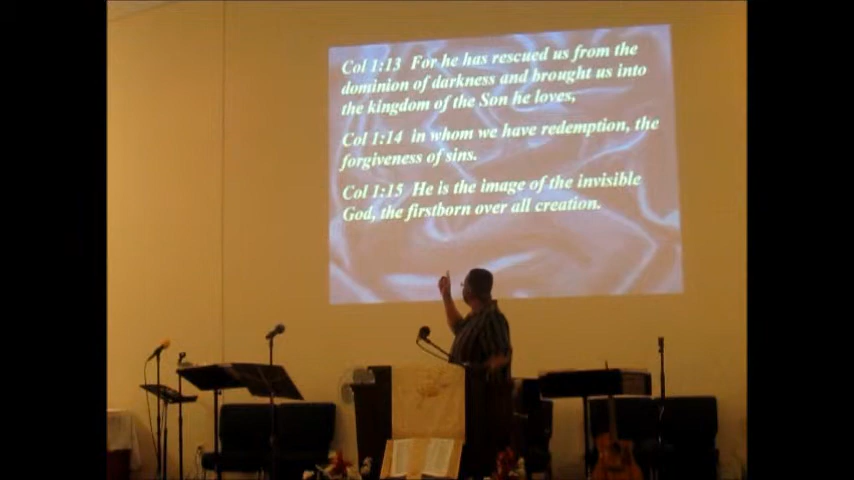 Col 1:13 For he has rescued us from the
dominion of darkness and brought us into
the kingdom of the Son he loves,
Col 1:14 in whom we have redemption, the
forgiveness of sins.
Col 1:15 He is the image of the invisible
God, the firstborn over all creation.